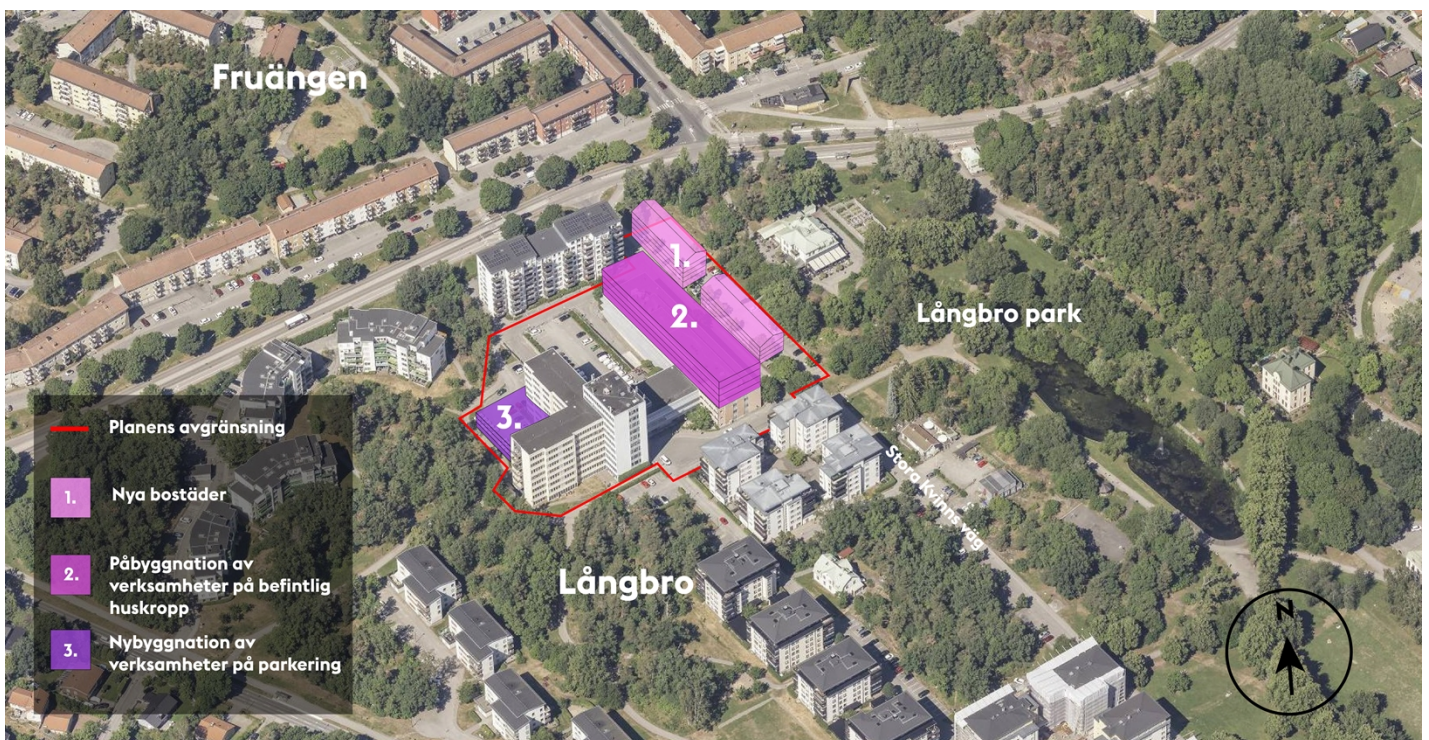 Fruängen
1.
2.
Långbro park
3.
Stora Kvinns väg
Långbro
Planens avgränsning
1.
Nya bostäder
2.
Påbyggnation av
verksamheter på befintlig
huskropp
3.
Nybyggnation av
verksamheter på parkering
N